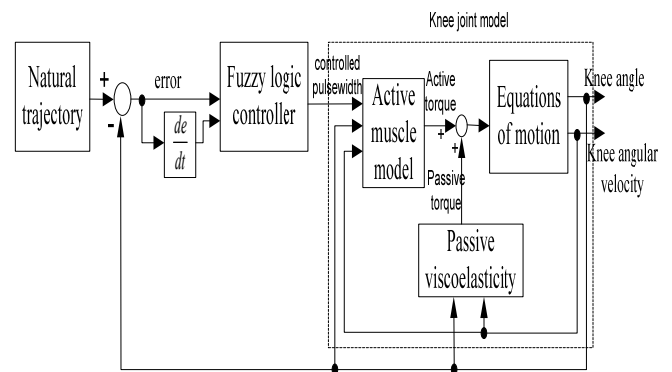 Knee joint model
Natural
trajectory
+
-
error
de
dt
Fuzzy logic
controller
controlled
pulsewidth
Active
muscle
model
Active
torque
+
+
Passive
torque
Equations
of motion
Knee angle
Knee angular
velocity
Passive
viscoelasticity